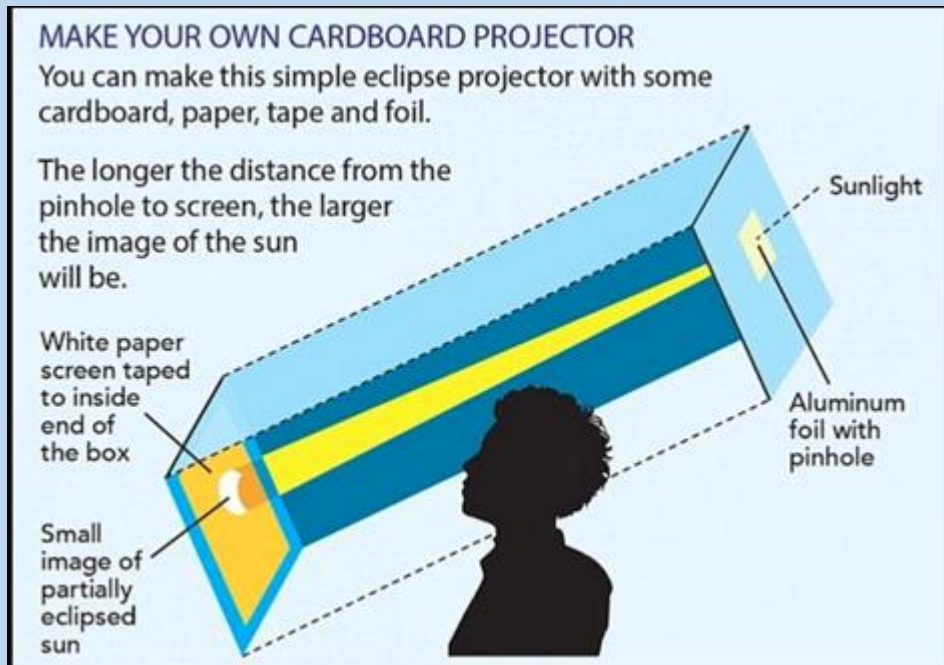 MAKE YOUR OWN CARDBOARD PROJECTOR
You can make this simple eclipse projector with some
cardboard, paper, tape and foil.
The longer the distance from the
pinhole to screen, the larger
the image of the sun
will be.
Sunlight
White paper
screen taped
to inside
end of
the box
Aluminum
foil with
pinhole
Small
image of
partially
eclipsed
sun